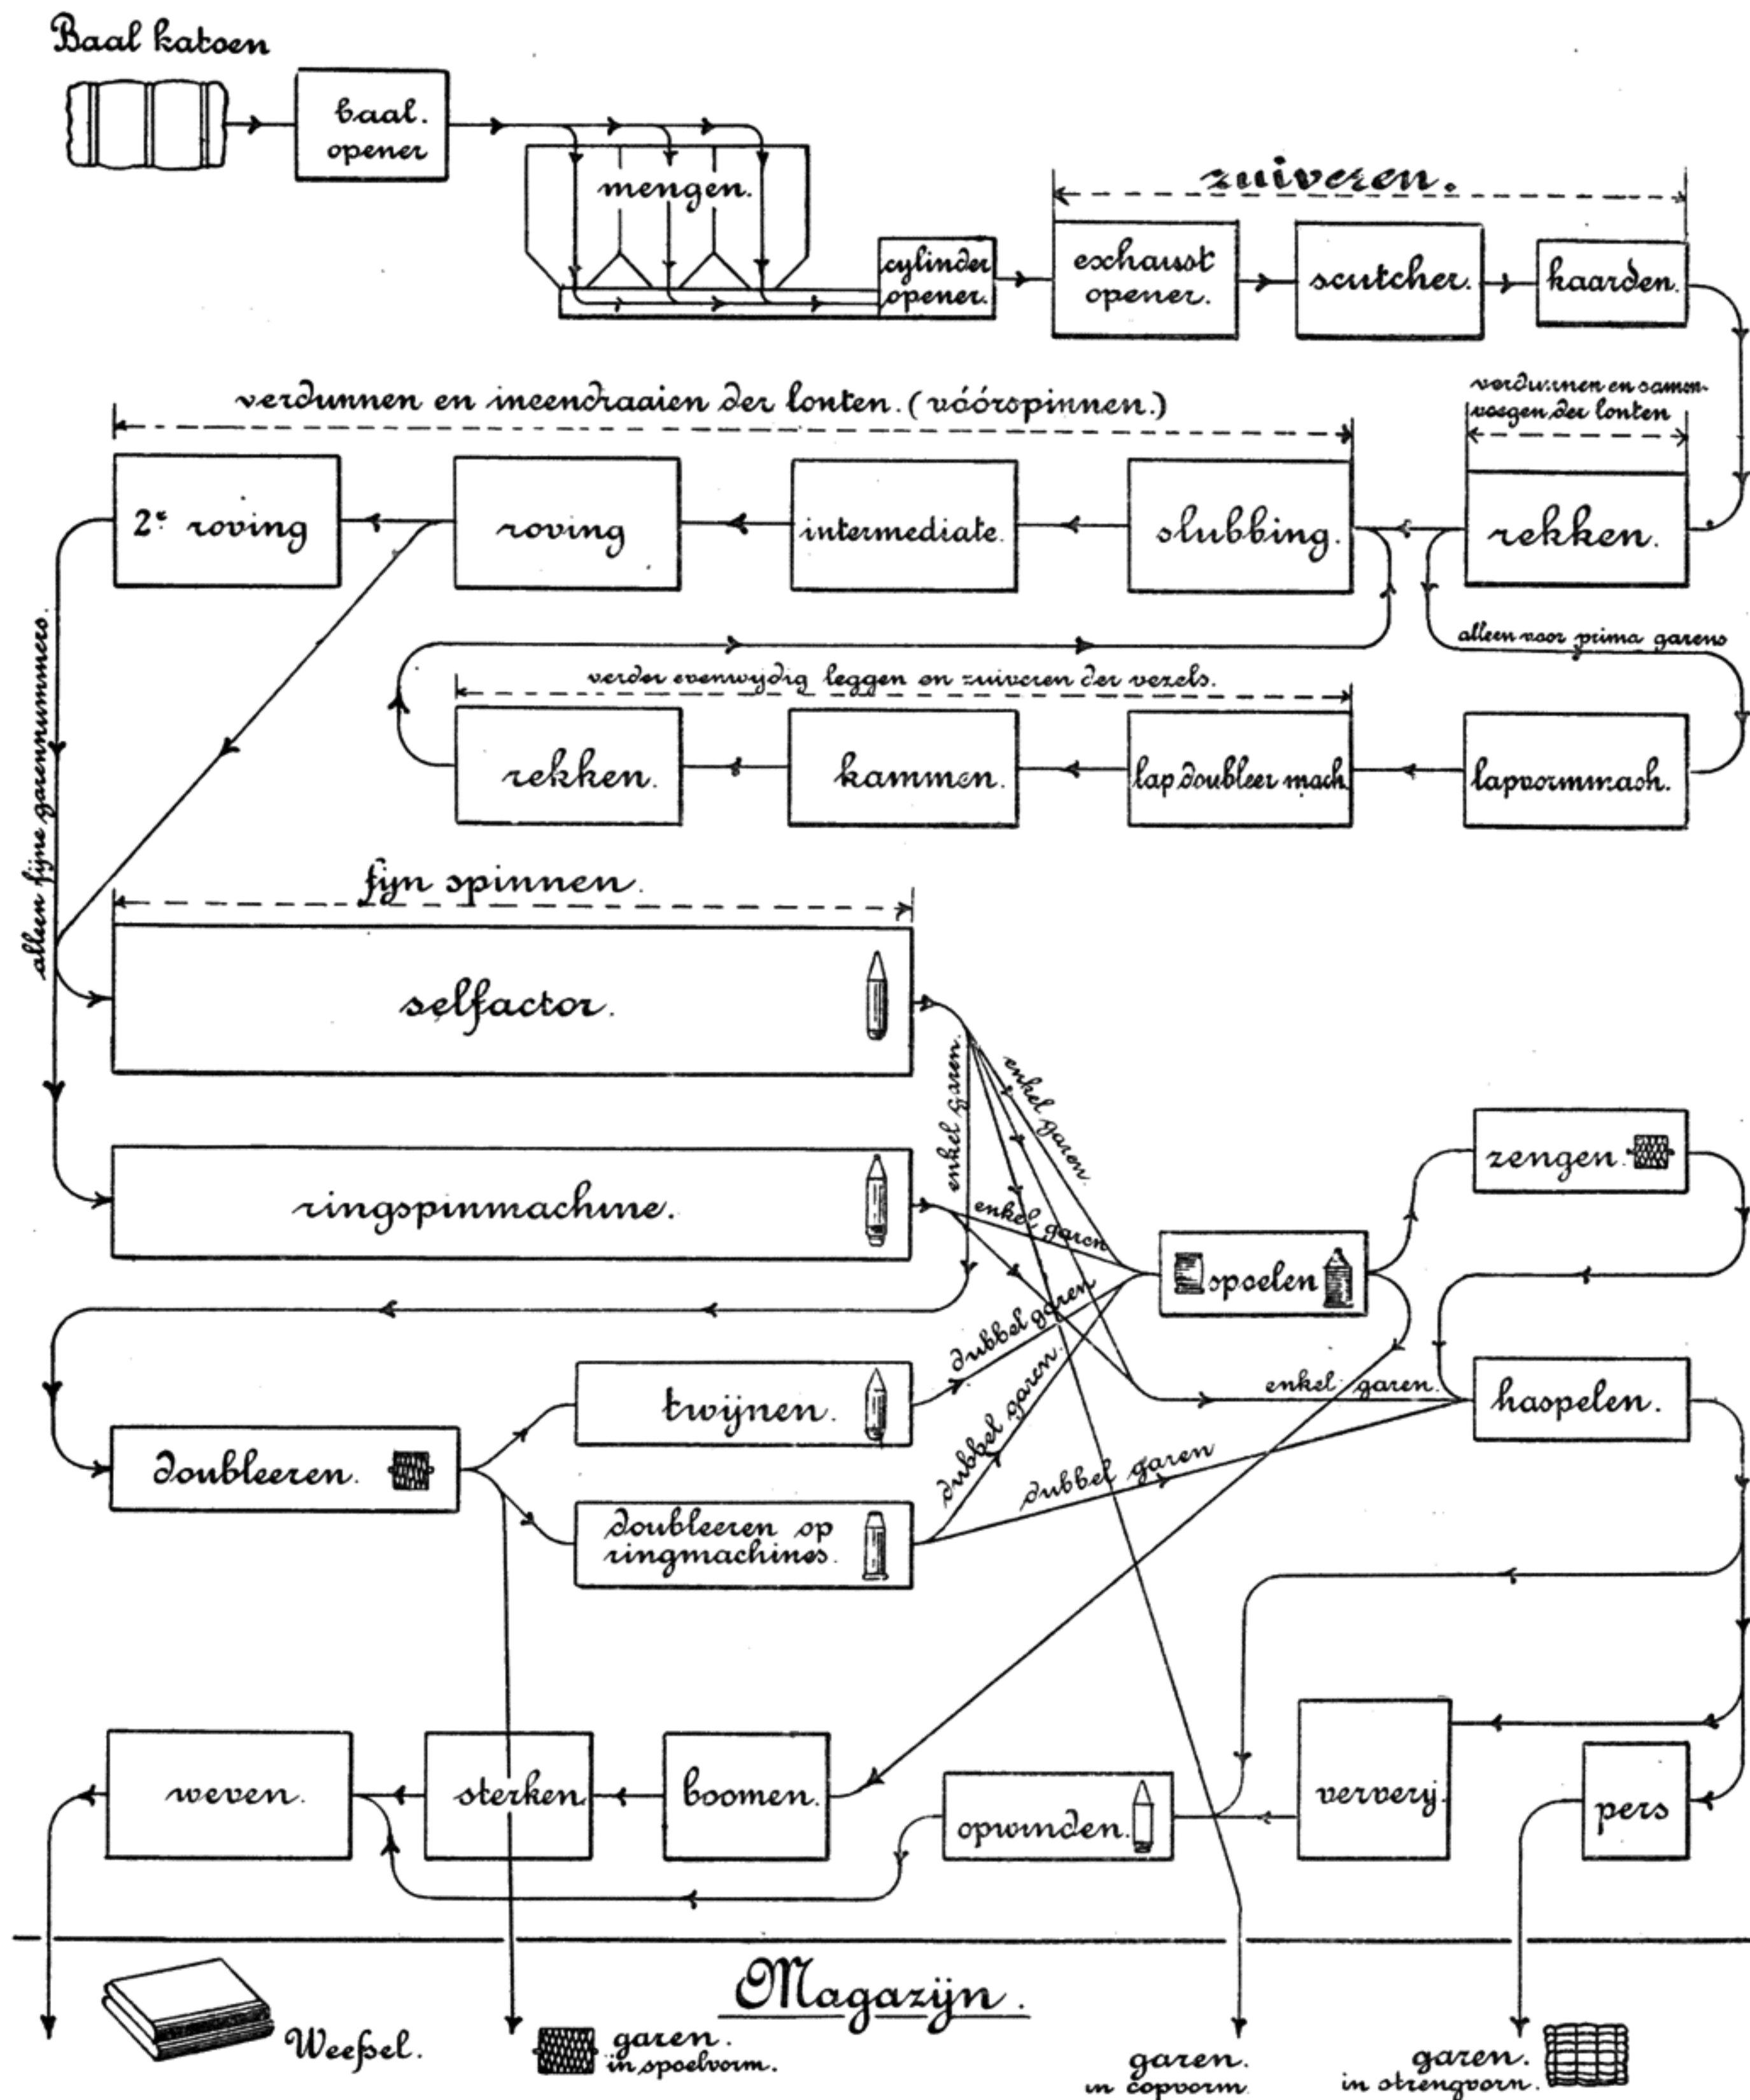 Baal katoen
baal.
opener
mengen.
cylinder
opener.
zuiveren.
exhaust
opener.
scutcher.
kaarden.
verdunnen en ineendraaien der lonten. (vóórspinnen.)
verdunnen en samen-
voegen der lonten
2e roving
roving
intermediate.
slubbing.
rekken.
alleen voor prima garens
alleen fijne garennummers.
verder evenwijdig leggen en zuiveren der vezels.
rekken.
kammen.
lap doubleer mach.
lapvormmach.
fijn spinnen.
selfactor.
enkel garen.
enkel garen.
ringspinmachine.
enkel garen
zengen.
spoelen
dubbel garen
twijnen.
dubbel garen.
enkel garen.
haspelen.
doubleeren.
dubbel garen
doubleeren op
ringmachines.
weven.
sterken.
boomen.
opwinden.
ververij.
pers
Magazijn.
Weefsel.
garen.
in spoelvorm.
garen.
in copvorm
garen.
in strengvorm.